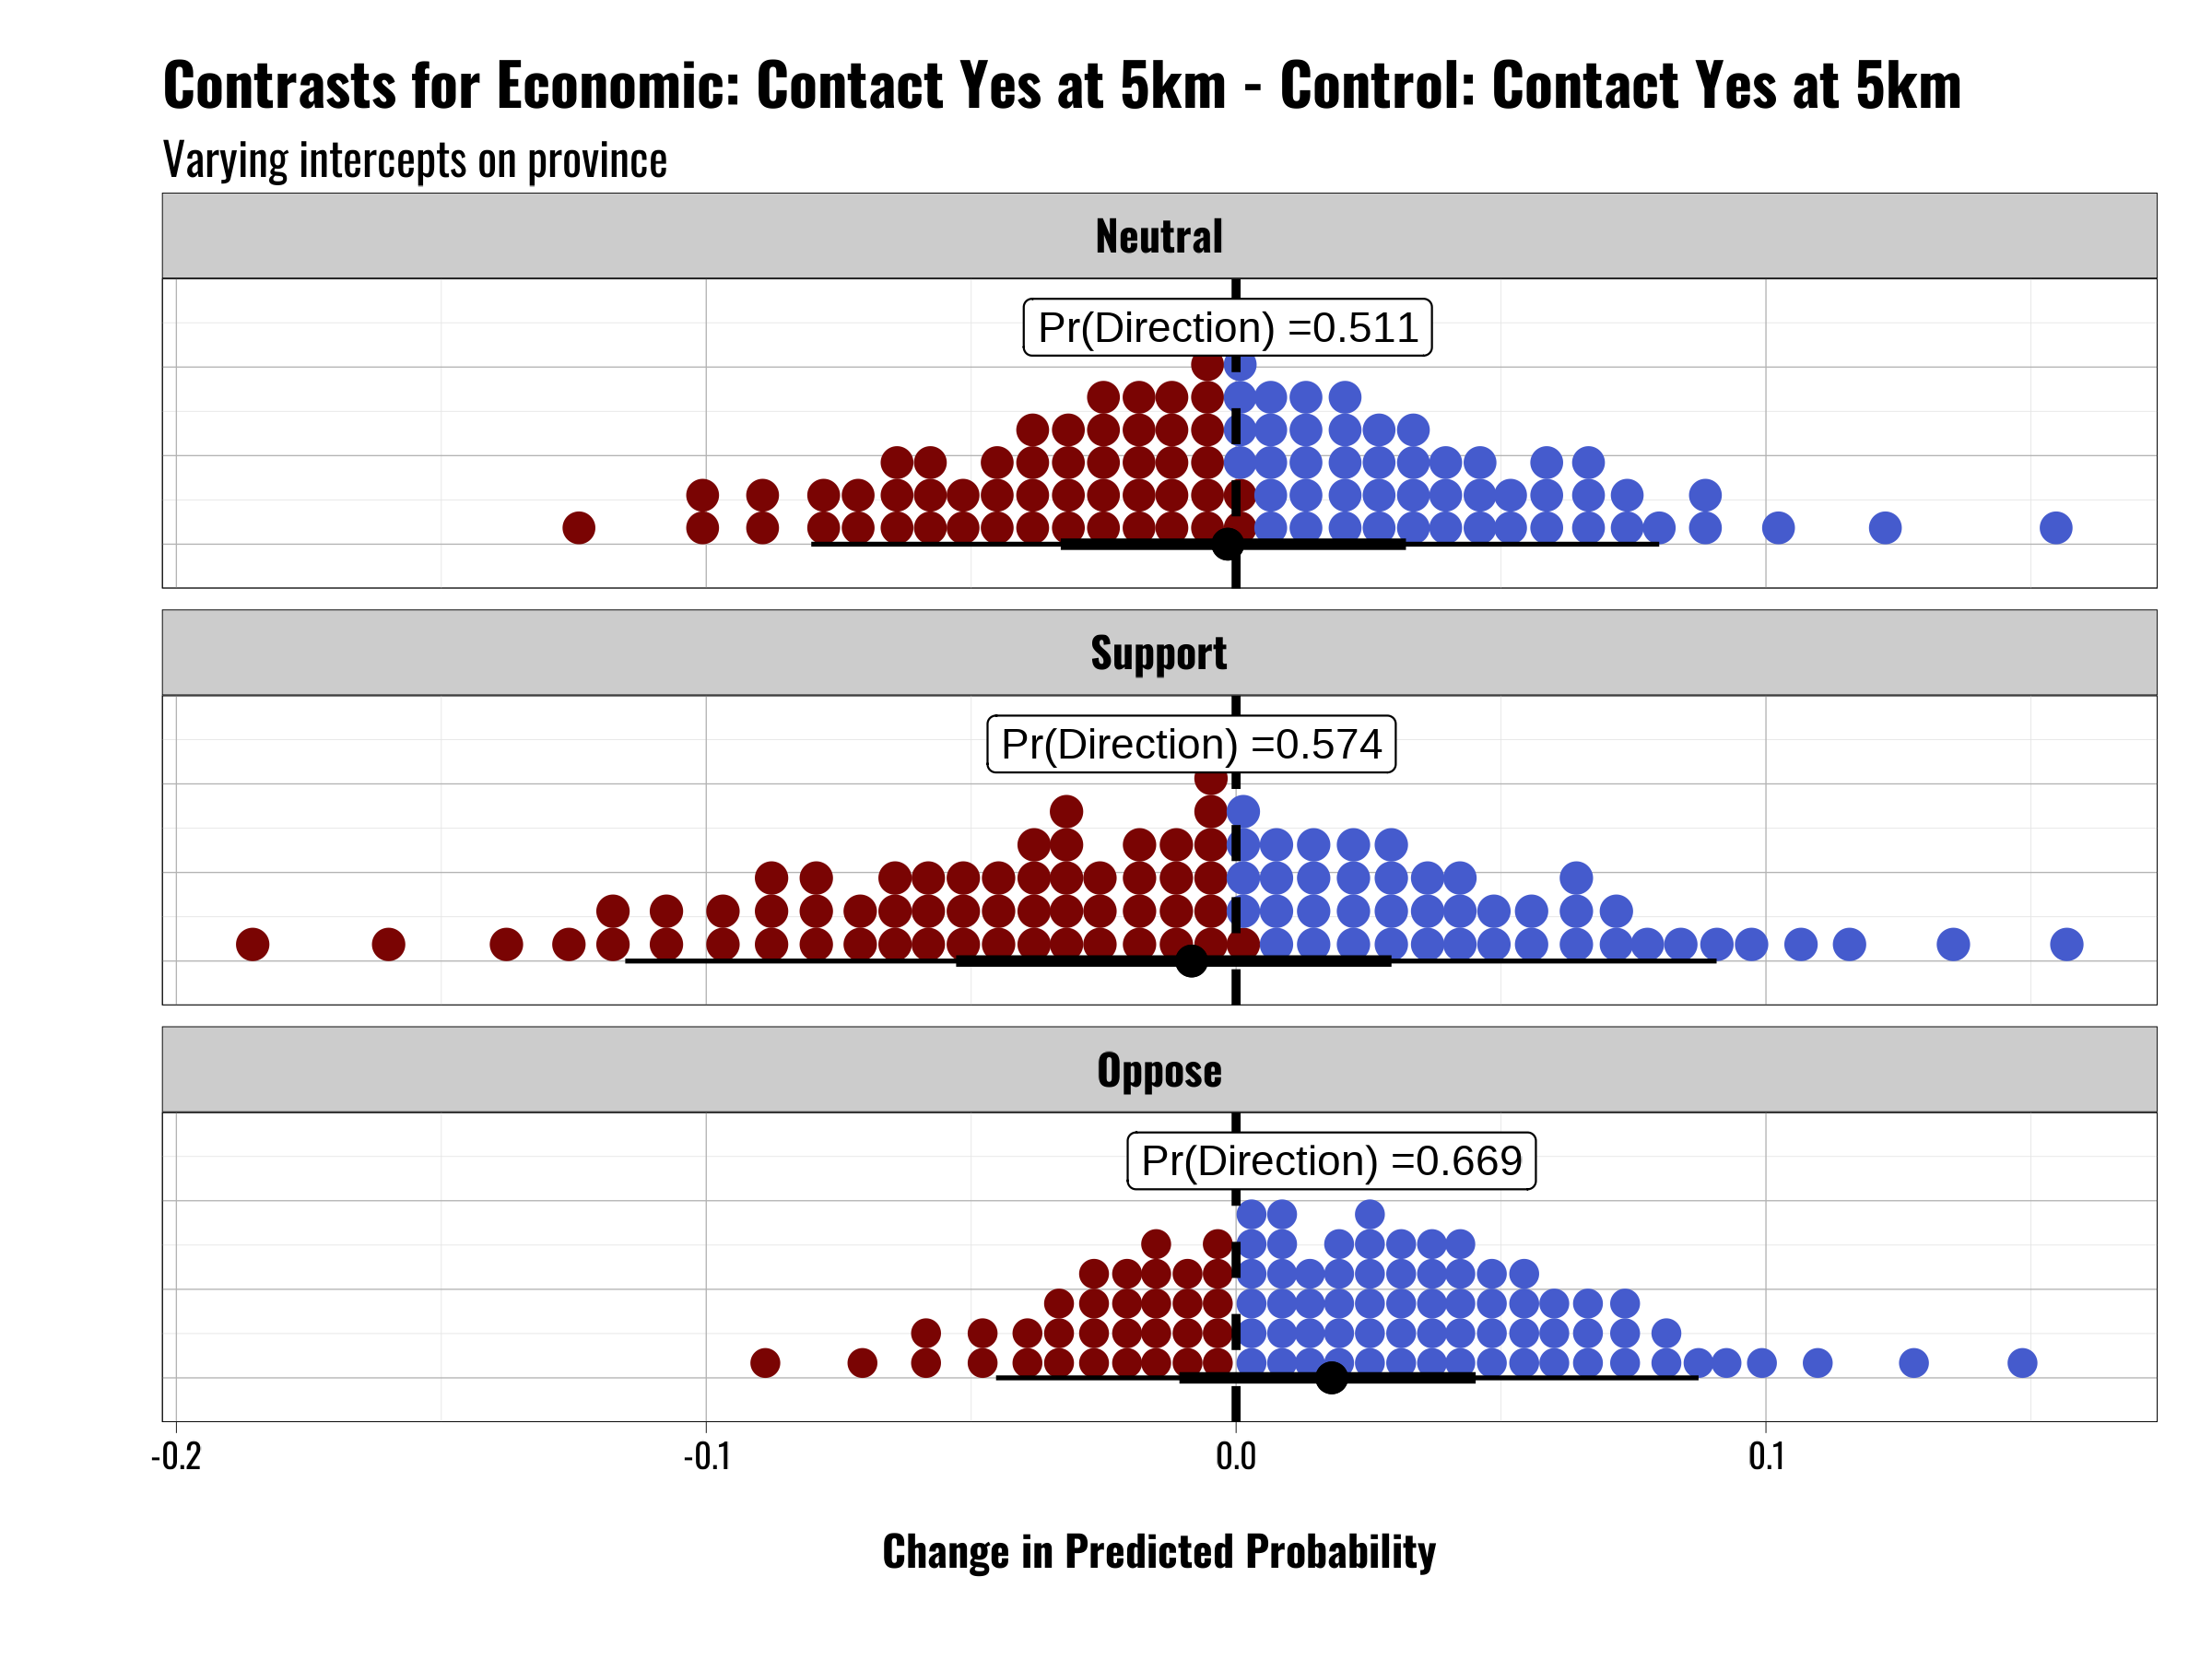 Contrasts for Economic: Contact Yes at 5km - Control: Contact Yes at 5km
Varying intercepts on province
Neutral
Pr(Direction) =0.511
Support
Pr(Direction) =0.574
Oppose
Pr(Direction) =0.669
-0.2 -0.1 0.0 0.1
Change in Predicted Probability